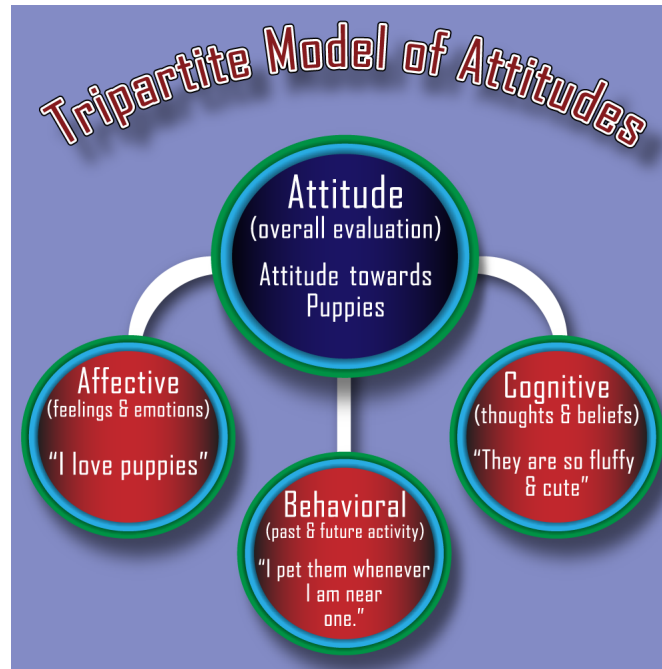 Tripartite Model of Attitudes
Attitude
(overall evaluation)
Attitude towards
Puppies
Affective
(feelings & emotions)
“I love puppies”
Behavioral
(past & future activity)
“I pet them whenever
I am near
one.”
Cognitive
(thoughts & beliefs)
“They are so fluffy
& cute”